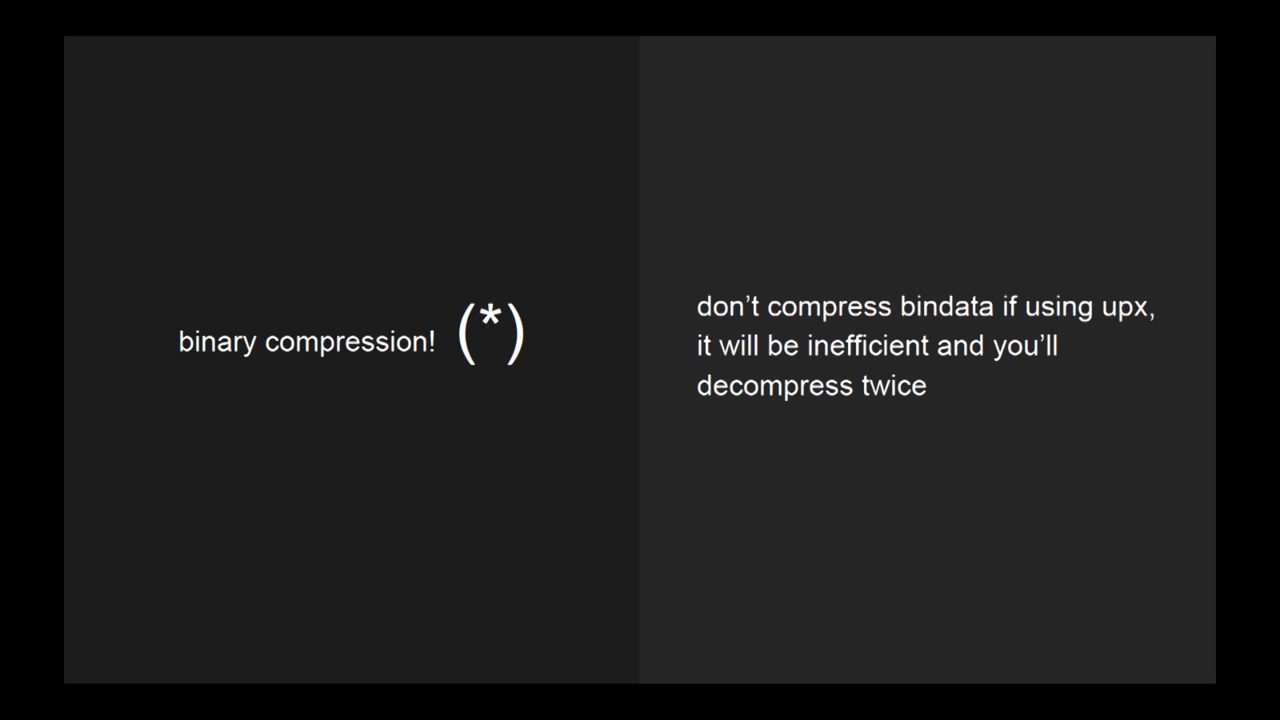 binary compression! (*)
don’t compress bindata if using upx,
it will be inefficient and you’ll
decompress twice